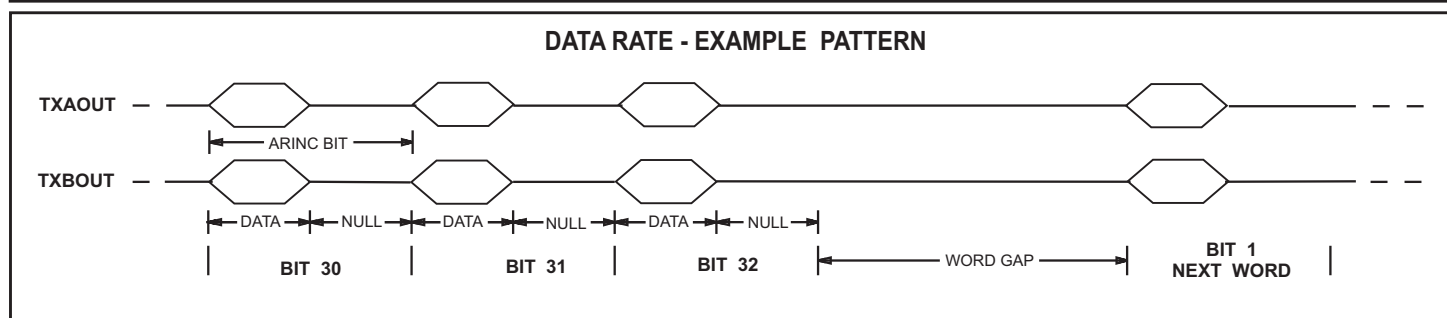 DATA RATE - EXAMPLE PATTERN
TXAOUT
ARINC BIT
TXBOUT
DATA NULL DATA NULL DATA NULL
BIT 30 BIT 31 BIT 32 WORD GAP BIT 1
NEXT WORD